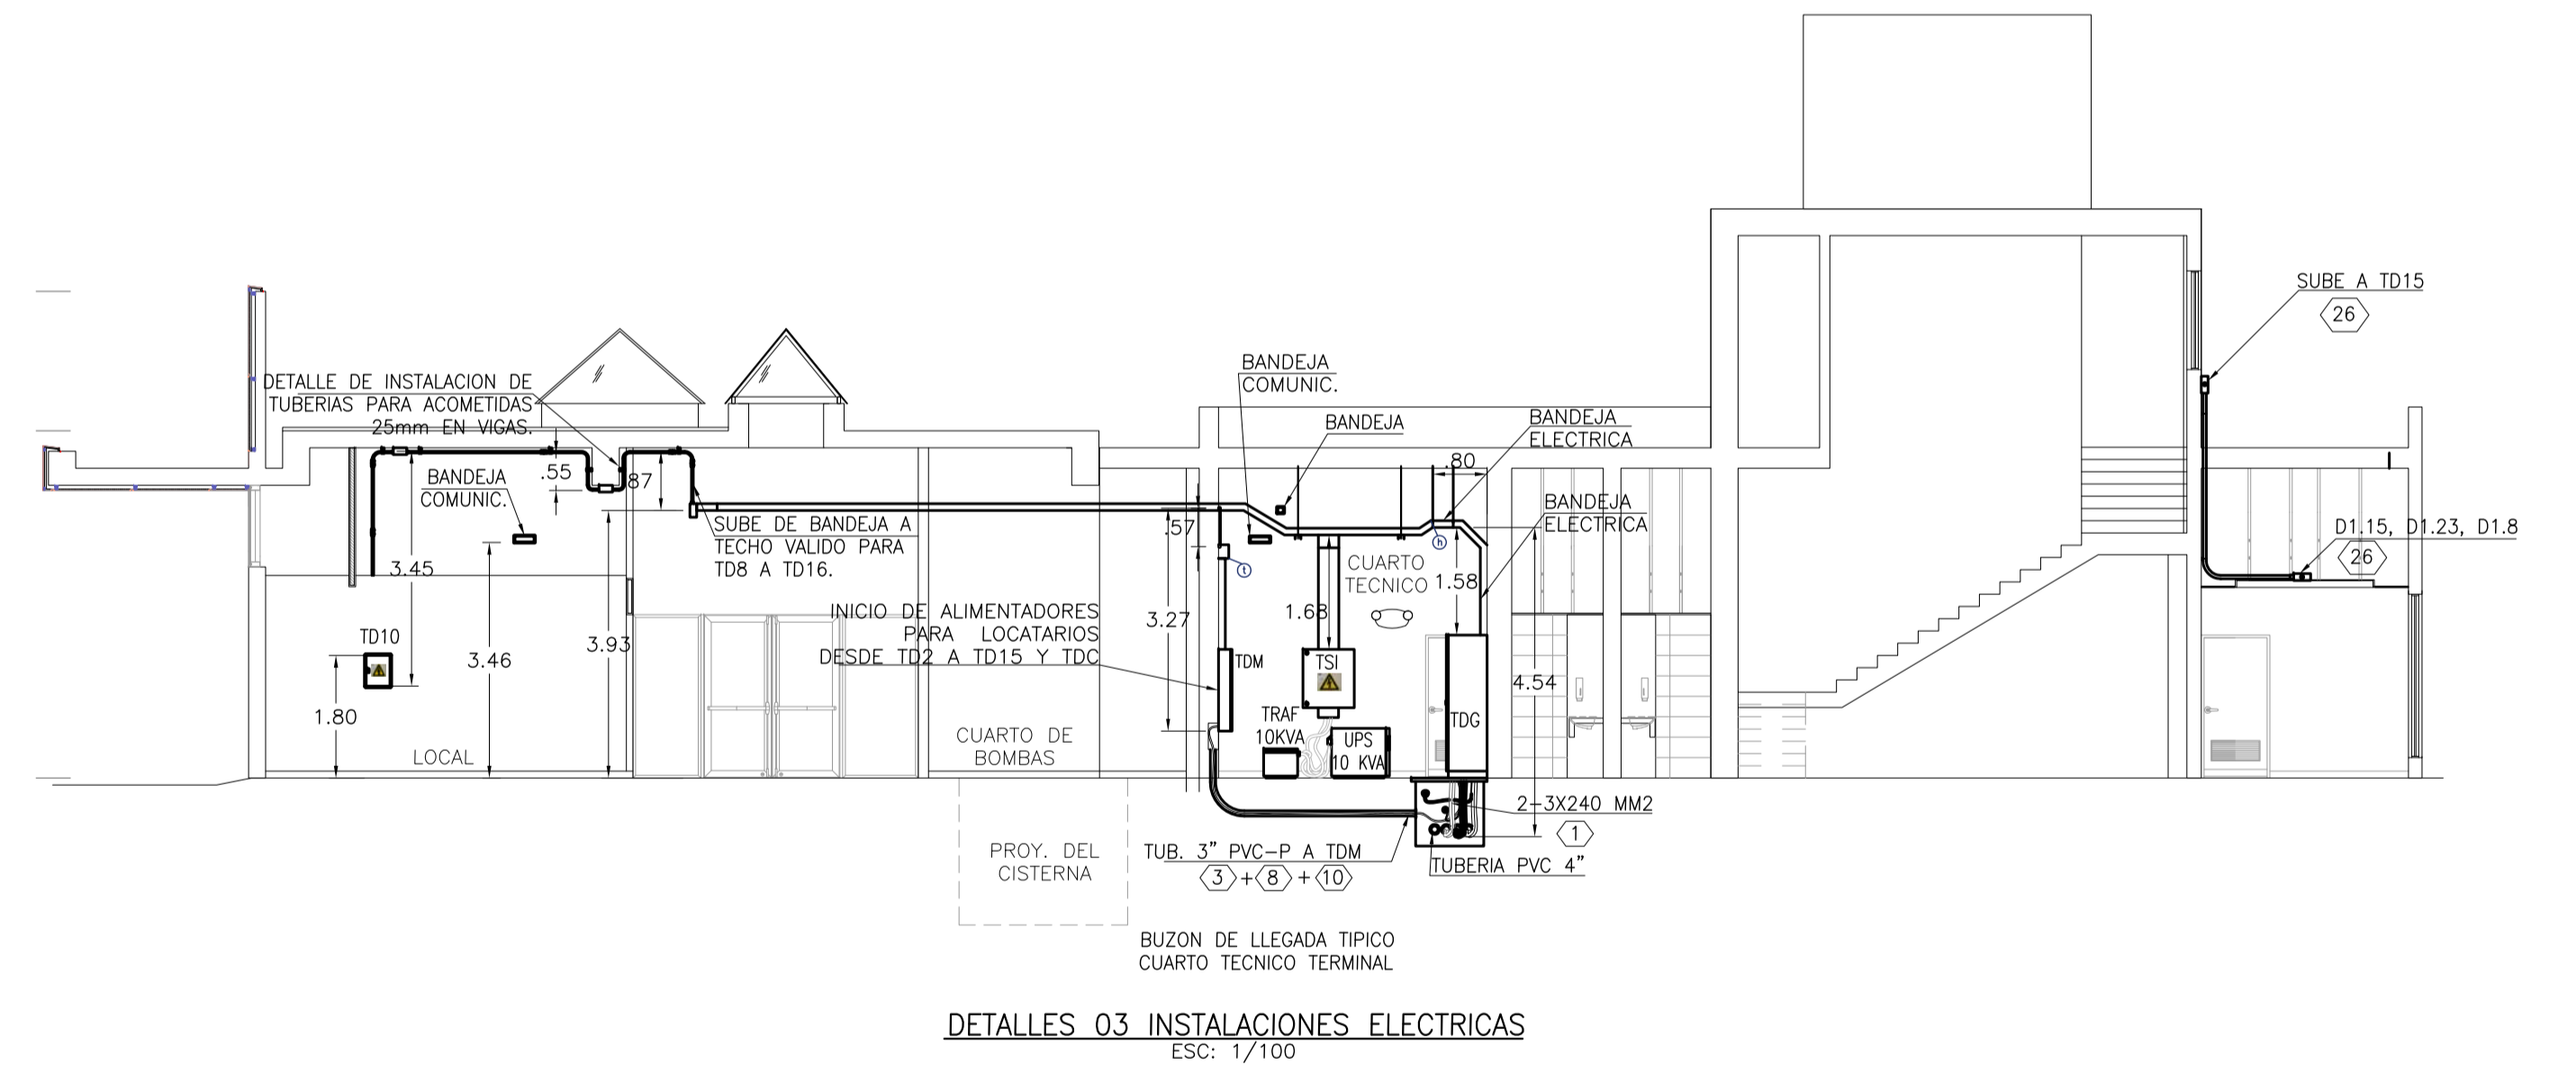 SUBE A TD15
26
BANDEJA
COMUNIC.
DETALLE DE INSTALACION DE
TUBERIAS PARA ACOMETIDAS
25mm EN VIGAS.
BANDEJA
BANDEJA
ELECTRICA
.80
.55
.87
BANDEJA
COMUNIC.
BANDEJA
ELECTRICA
SUBE DE BANDEJA A
TECHO VALIDO PARA
TD8 A TD16.
.57
h
t
D1.15, D1.23, D1.8
26
3.45
CUARTO
TECNICO
1.58
1.68
INICIO DE ALIMENTADORES
PARA LOCATARIOS
DESDE TD2 A TD15 Y TDC
3.27
TD10
3.93
3.46
TDM
TSI
4.54
1.80
TRAF
10KVA
TDG
UPS
10 KVA
LOCAL
CUARTO DE
BOMBAS
2-3X240 MM2
1
PROY. DEL
CISTERNA
TUB. 3" PVC-P A TDM
3 + 8 + 10
TUBERIA PVC 4"
BUZON DE LLEGADA TIPICO
CUARTO TECNICO TERMINAL
DETALLES 03 INSTALACIONES ELECTRICAS
ESC: 1/100